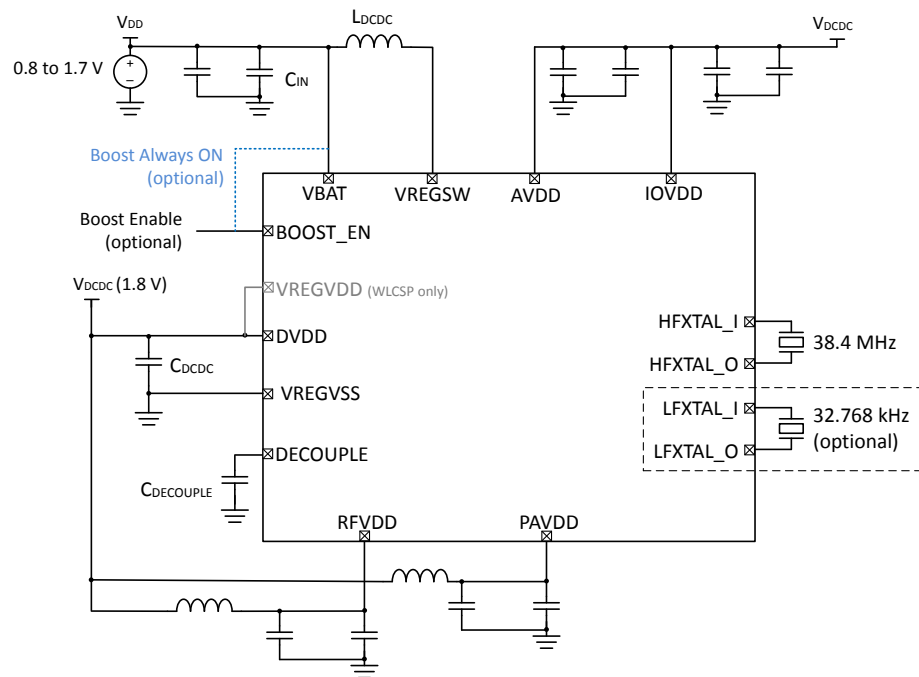 VDD
LDCDC
VDCDC
0.8 to 1.7 V
+
–
CIN
Boost Always ON
(optional)
VBAT
VREGSW
AVDD
IOVDD
Boost Enable
(optional)
BOOST_EN
VDCDC (1.8 V)
VREGVDD (WLCSP only)
DVDD
HFXTAL_I
38.4 MHz
HFXTAL_O
CDCDC
VREGVSS
LFXTAL_I
32.768 kHz
(optional)
LFXTAL_O
DECOUPLE
CDECOUPLE
RFVDD
PAVDD